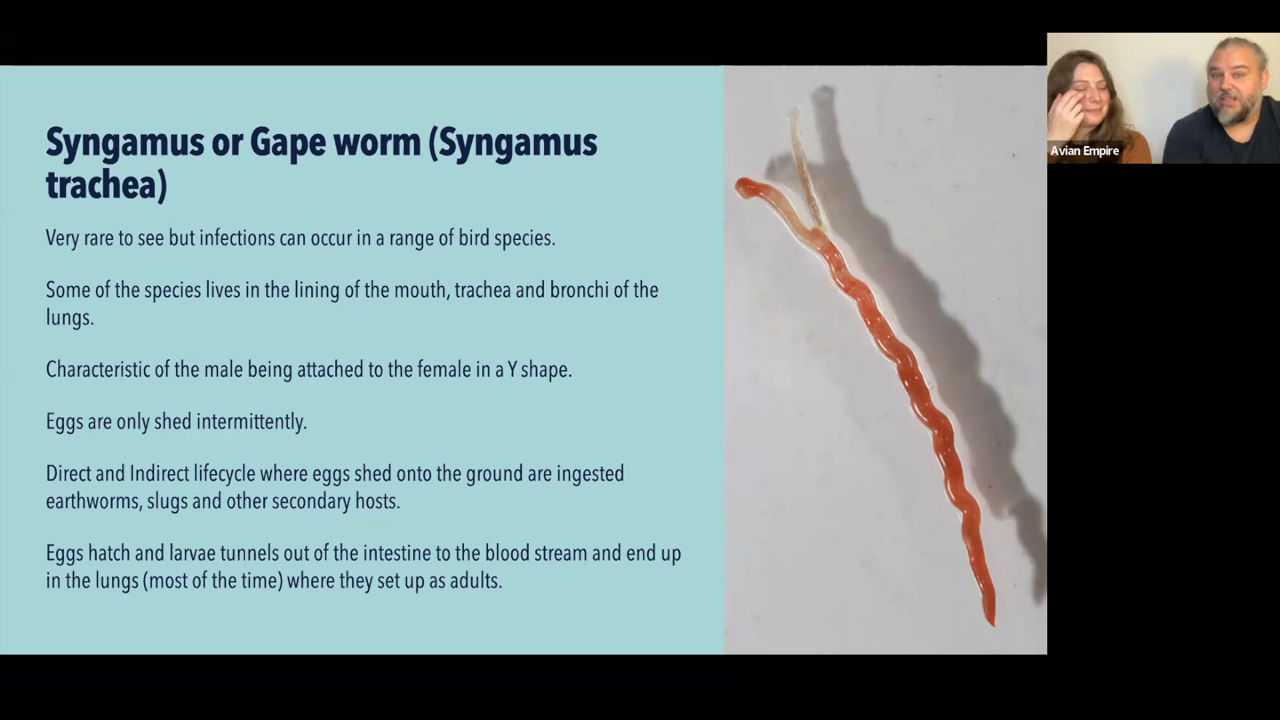 Syngamus or Gape worm (Syngamus
trachea)
Very rare to see but infections can occur in a range of bird species.
Some of the species lives in the lining of the mouth, trachea and bronchi of the
lungs.
Characteristic of the male being attached to the female in a Y shape.
Eggs are only shed intermittently.
Direct and Indirect lifecycle where eggs shed onto the ground are ingested
earthworms, slugs and other secondary hosts.
Eggs hatch and larvae tunnels out of the intestine to the blood stream and end up
in the lungs (most of the time) where they set up as adults.
Avian Empire